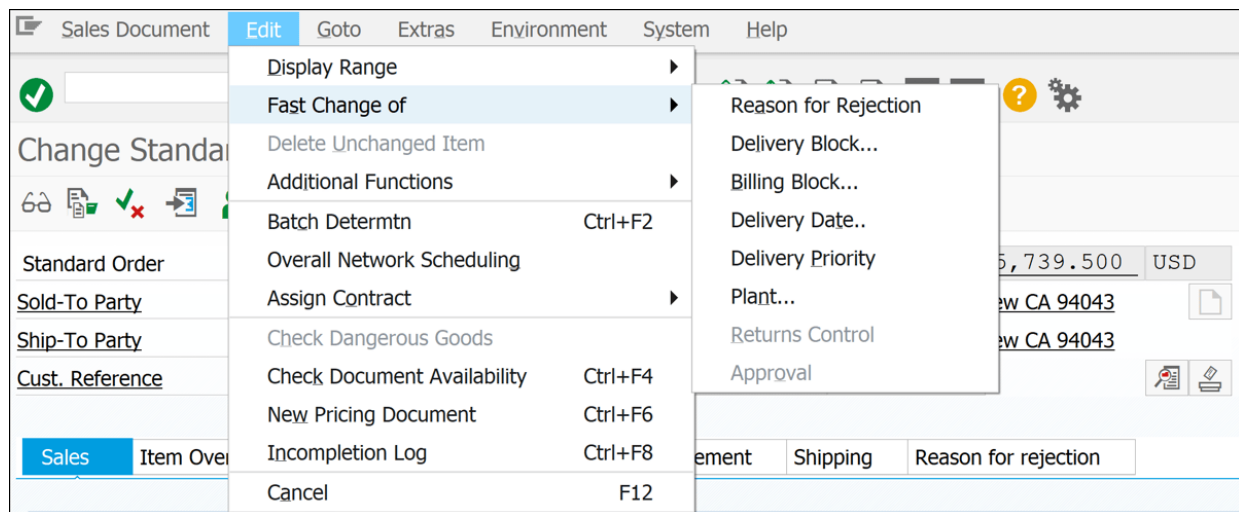 Sales Document Edit Goto Extras Environment System Help
Display Range
Fast Change of
Reason for Rejection
?
Change Standar
Delete Unchanged Item
Delivery Block...
Additional Functions
Billing Block...
Batch Determtn Ctrl+F2
Delivery Date..
Standard Order
Overall Network Scheduling
Delivery Priority
,739.500 USD
Sold-To Party
Assign Contract
Plant...
ew CA 94043
Ship-To Party
Check Dangerous Goods
Returns Control
ew CA 94043
Cust. Reference
Check Document Availability Ctrl+F4
Approval
New Pricing Document Ctrl+F6
Sales Item Over
Incompletion Log Ctrl+F8
ement Shipping Reason for rejection
Cancel F12